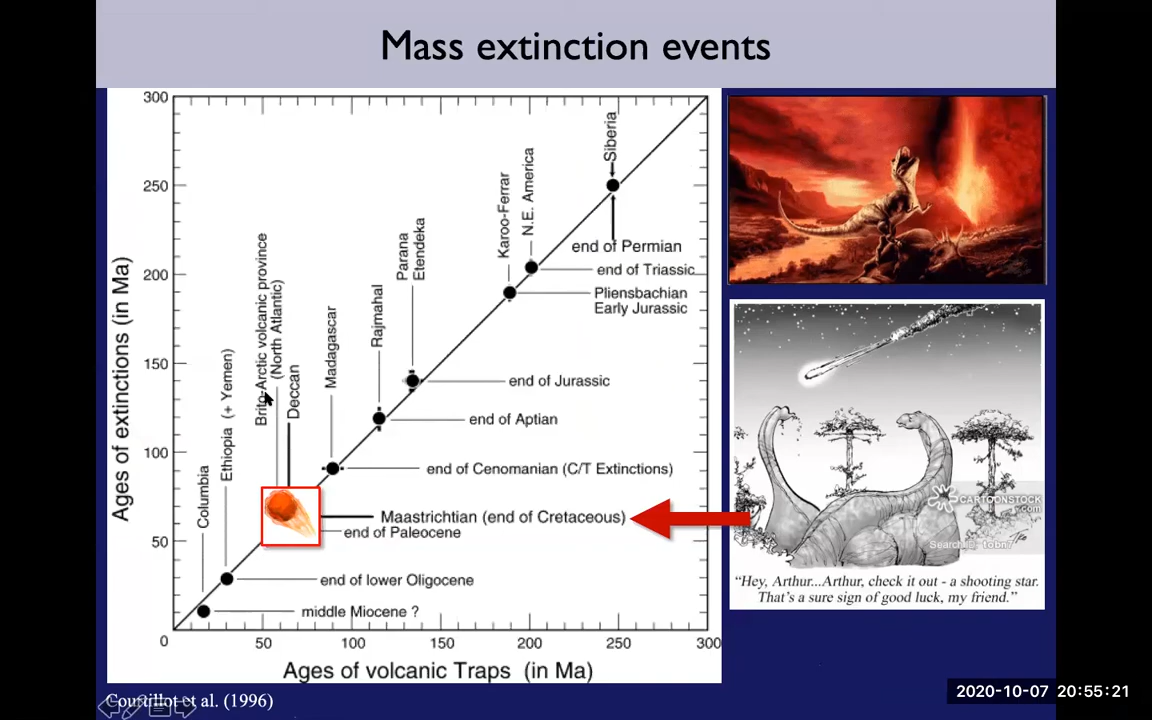 Mass extinction events
300
250
200
150
100
50
0
50
100
150
200
250
300
Ages of extinctions (in Ma)
Ages of volcanic Traps (in Ma)
Columbia
Ethiopia (+ Yemen)
Brito-Arctic volcanic province
(North Atlantic)
Deccan
Madagascar
Rajmahal
Parana
Etendeka
Karoo-Ferrar
N.E. America
Siberia
end of Permian
end of Triassic
Pliensbachian
Early Jurassic
end of Jurassic
end of Aptian
end of Cenomanian (C/T Extinctions)
Maastrichtian (end of Cretaceous)
end of Paleocene
end of lower Oligocene
middle Miocene ?
CARTOONSTOCK
.com
"Hey, Arthur...Arthur, check it out - a shooting star.
That's a sure sign of good luck, my friend."
Courtillot et al. (1996)
2020-10-07 20:55:21